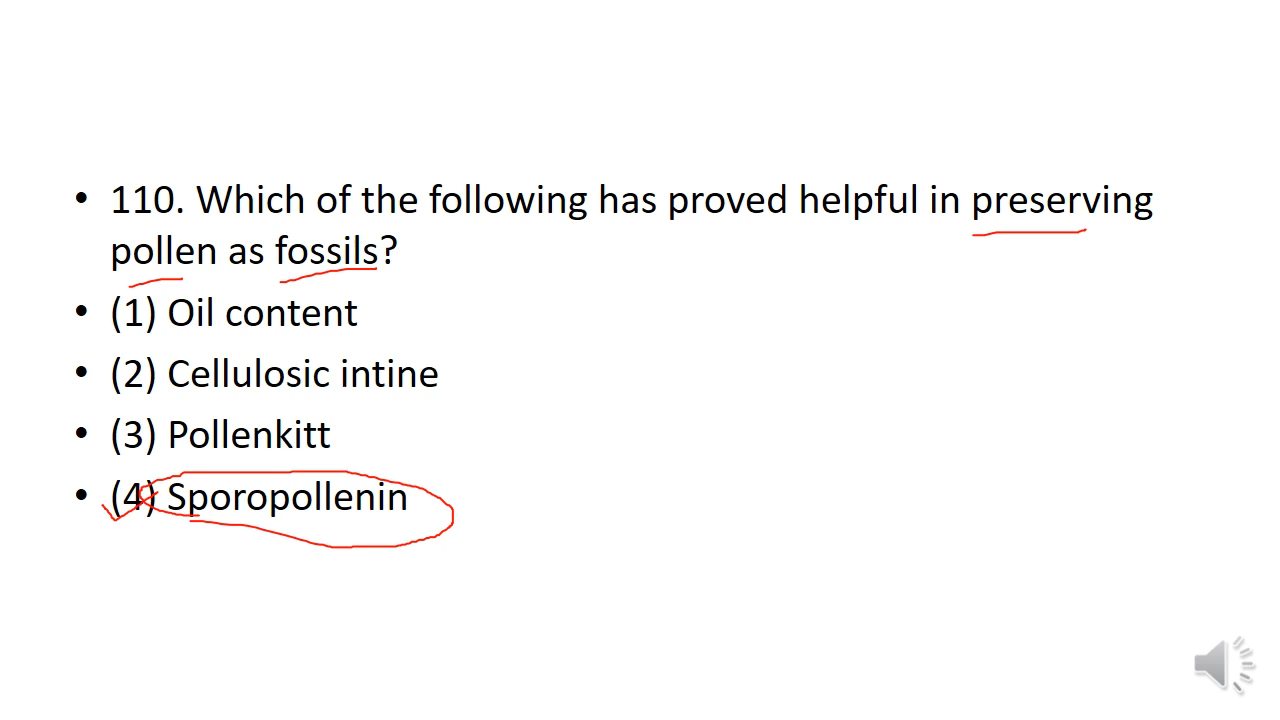 • 110. Which of the following has proved helpful in preserving
pollen as fossils?
• (1) Oil content
• (2) Cellulosic intine
• (3) Pollenkitt
• (4) Sporopollenin